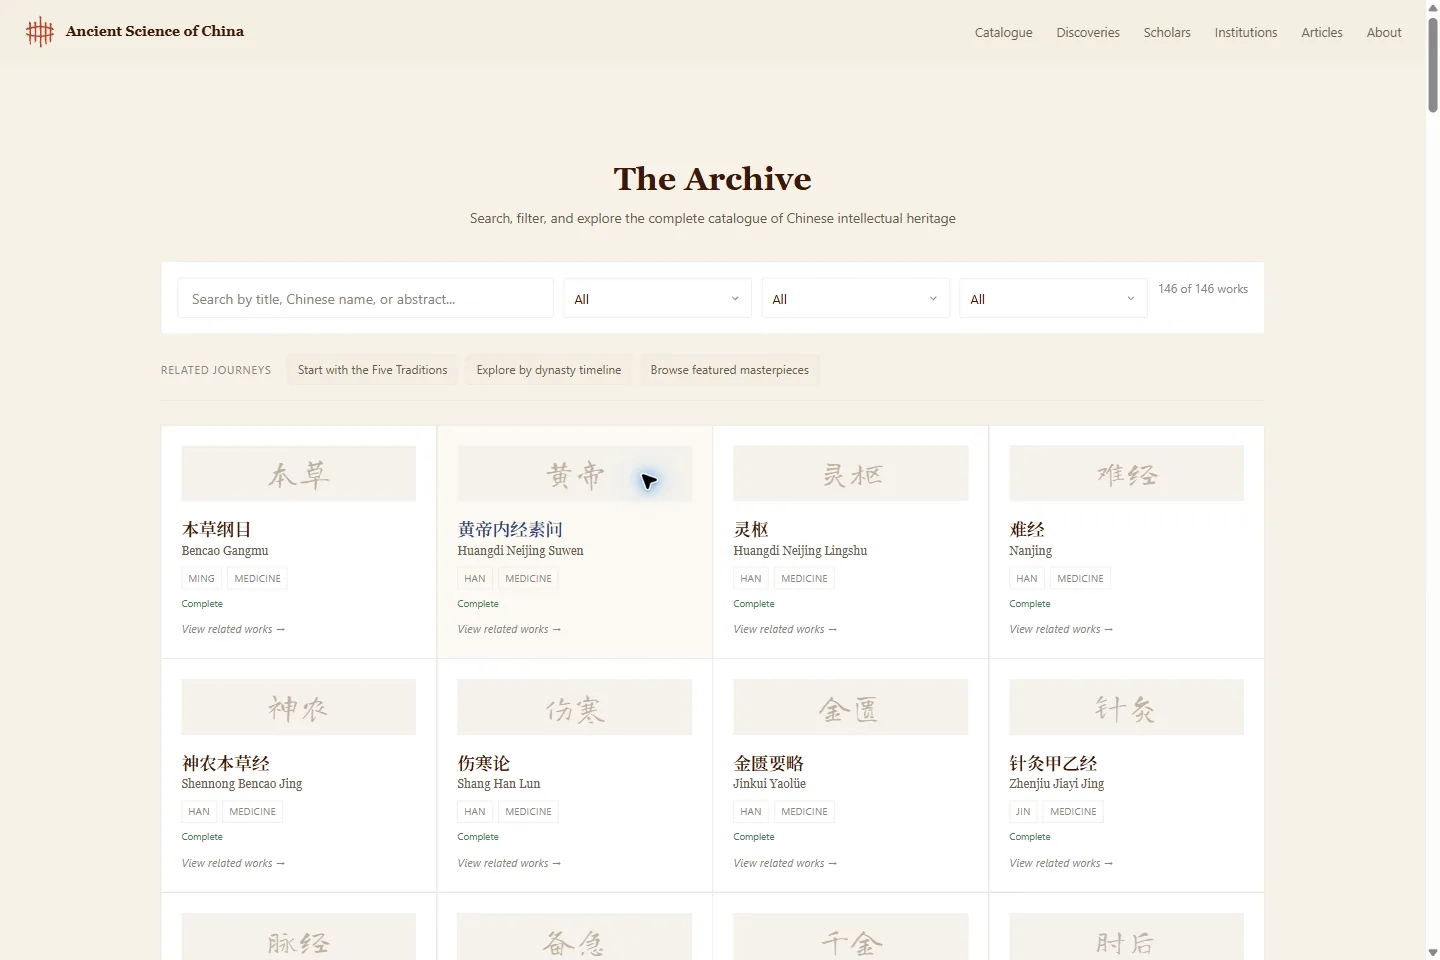 Ancient Science of China
Catalogue Discoveries Scholars Institutions Articles About
The Archive
Search, filter, and explore the complete catalogue of Chinese intellectual heritage
Search by title, Chinese name, or abstract... All All All 146 of 146 works
RELATED JOURNEYS Start with the Five Traditions Explore by dynasty timeline Browse featured masterpieces
本草
本草纲目
Bencao Gangmu
MING MEDICINE
Complete
View related works →
黄帝
黄帝内经素问
Huangdi Neijing Suwen
HAN MEDICINE
Complete
View related works →
灵枢
灵枢
Huangdi Neijing Lingshu
HAN MEDICINE
Complete
View related works →
难经
难经
Nanjing
HAN MEDICINE
Complete
View related works →
神农
神农本草经
Shennong Bencao Jing
HAN MEDICINE
Complete
View related works →
伤寒
伤寒论
Shang Han Lun
HAN MEDICINE
Complete
View related works →
金匮
金匮要略
Jinkui Yaolüe
HAN MEDICINE
Complete
View related works →
针灸
针灸甲乙经
Zhenjiu Jiayi Jing
JIN MEDICINE
Complete
View related works →
脉经
备急
千金
肘后